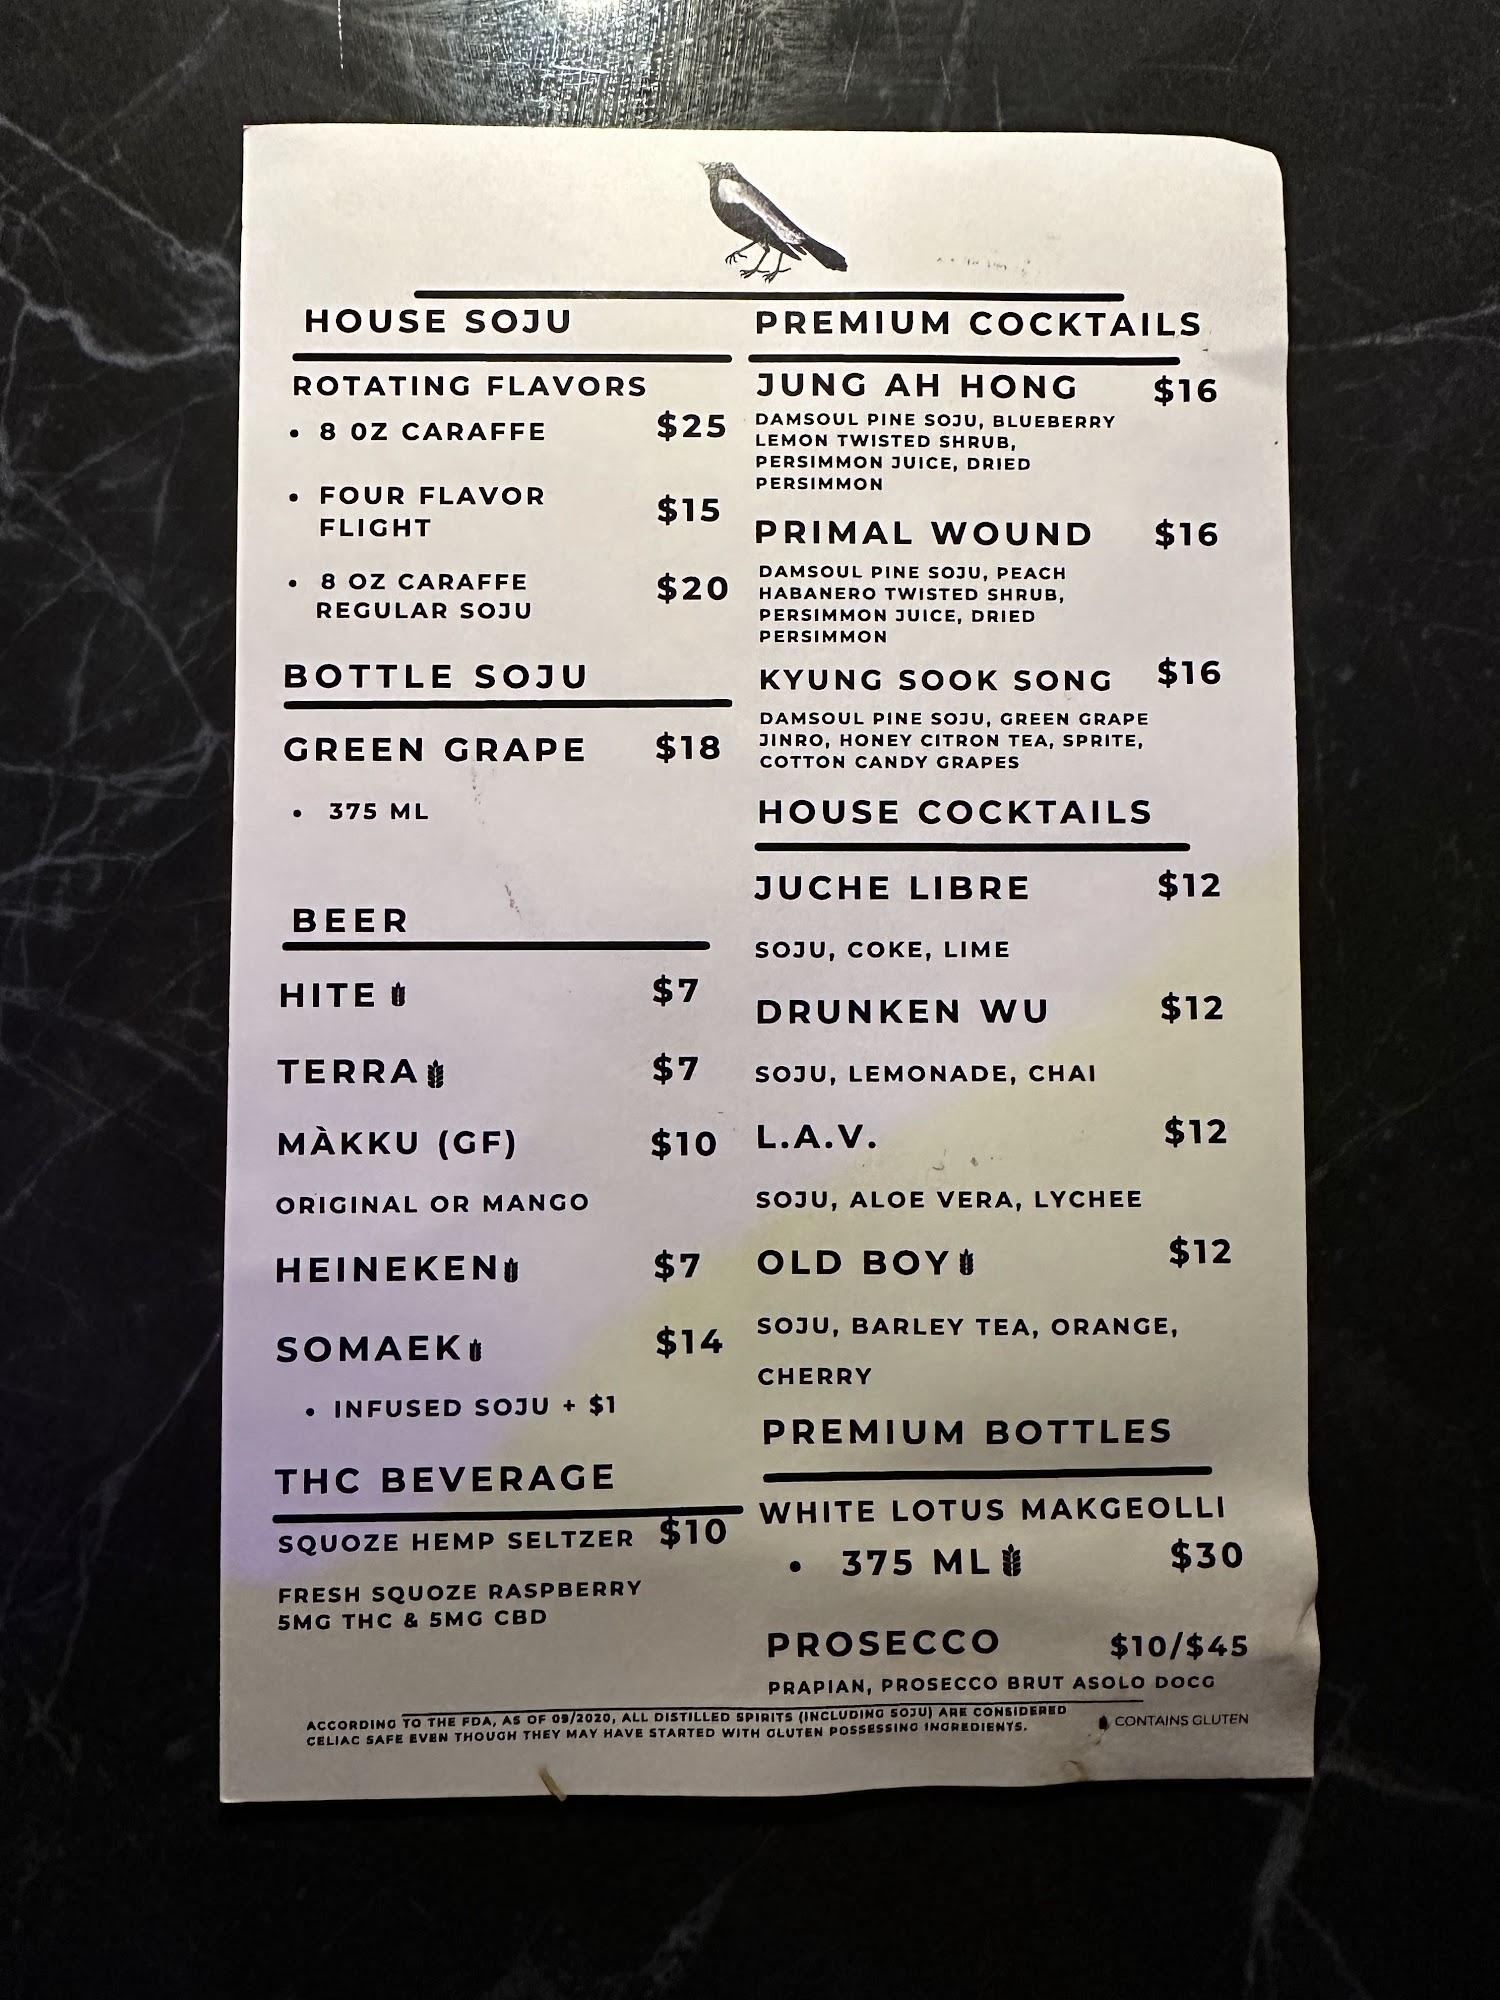 HOUSE SOJU
ROTATING FLAVORS
• 8 OZ CARAFFE $25
• FOUR FLAVOR
FLIGHT $15
• 8 OZ CARAFFE
REGULAR SOJU $20
BOTTLE SOJU
GREEN GRAPE $18
• 375 ML
BEER
HITE $7
TERRA $7
MÀKKU (GF) $10
ORIGINAL OR MANGO
HEINEKEN $7
SOMAEK $14
• INFUSED SOJU + $1
THC BEVERAGE
SQUOZE HEMP SELTZER $10
FRESH SQUOZE RASPBERRY
5MG THC & 5MG CBD
PREMIUM COCKTAILS
JUNG AH HONG $16
DAMSOUL PINE SOJU, BLUEBERRY
LEMON TWISTED SHRUB,
PERSIMMON JUICE, DRIED
PERSIMMON
PRIMAL WOUND $16
DAMSOUL PINE SOJU, PEACH
HABANERO TWISTED SHRUB,
PERSIMMON JUICE, DRIED
PERSIMMON
KYUNG SOOK SONG $16
DAMSOUL PINE SOJU, GREEN GRAPE
JINRO, HONEY CITRON TEA, SPRITE,
COTTON CANDY GRAPES
HOUSE COCKTAILS
JUCHE LIBRE $12
SOJU, COKE, LIME
DRUNKEN WU $12
SOJU, LEMONADE, CHAI
L.A.V. $12
SOJU, ALOE VERA, LYCHEE
OLD BOY $12
SOJU, BARLEY TEA, ORANGE,
CHERRY
PREMIUM BOTTLES
WHITE LOTUS MAKGEOLLI
• 375 ML $30
PROSECCO $10/$45
PRAPIAN, PROSECCO BRUT ASOLO DOCG
ACCORDING TO THE FDA, AS OF 09/2020, ALL DISTILLED SPIRITS (INCLUDING SOJU) ARE CONSIDERED
CELIAC SAFE EVEN THOUGH THEY MAY HAVE STARTED WITH GLUTEN POSSESSING INGREDIENTS.
CONTAINS GLUTEN